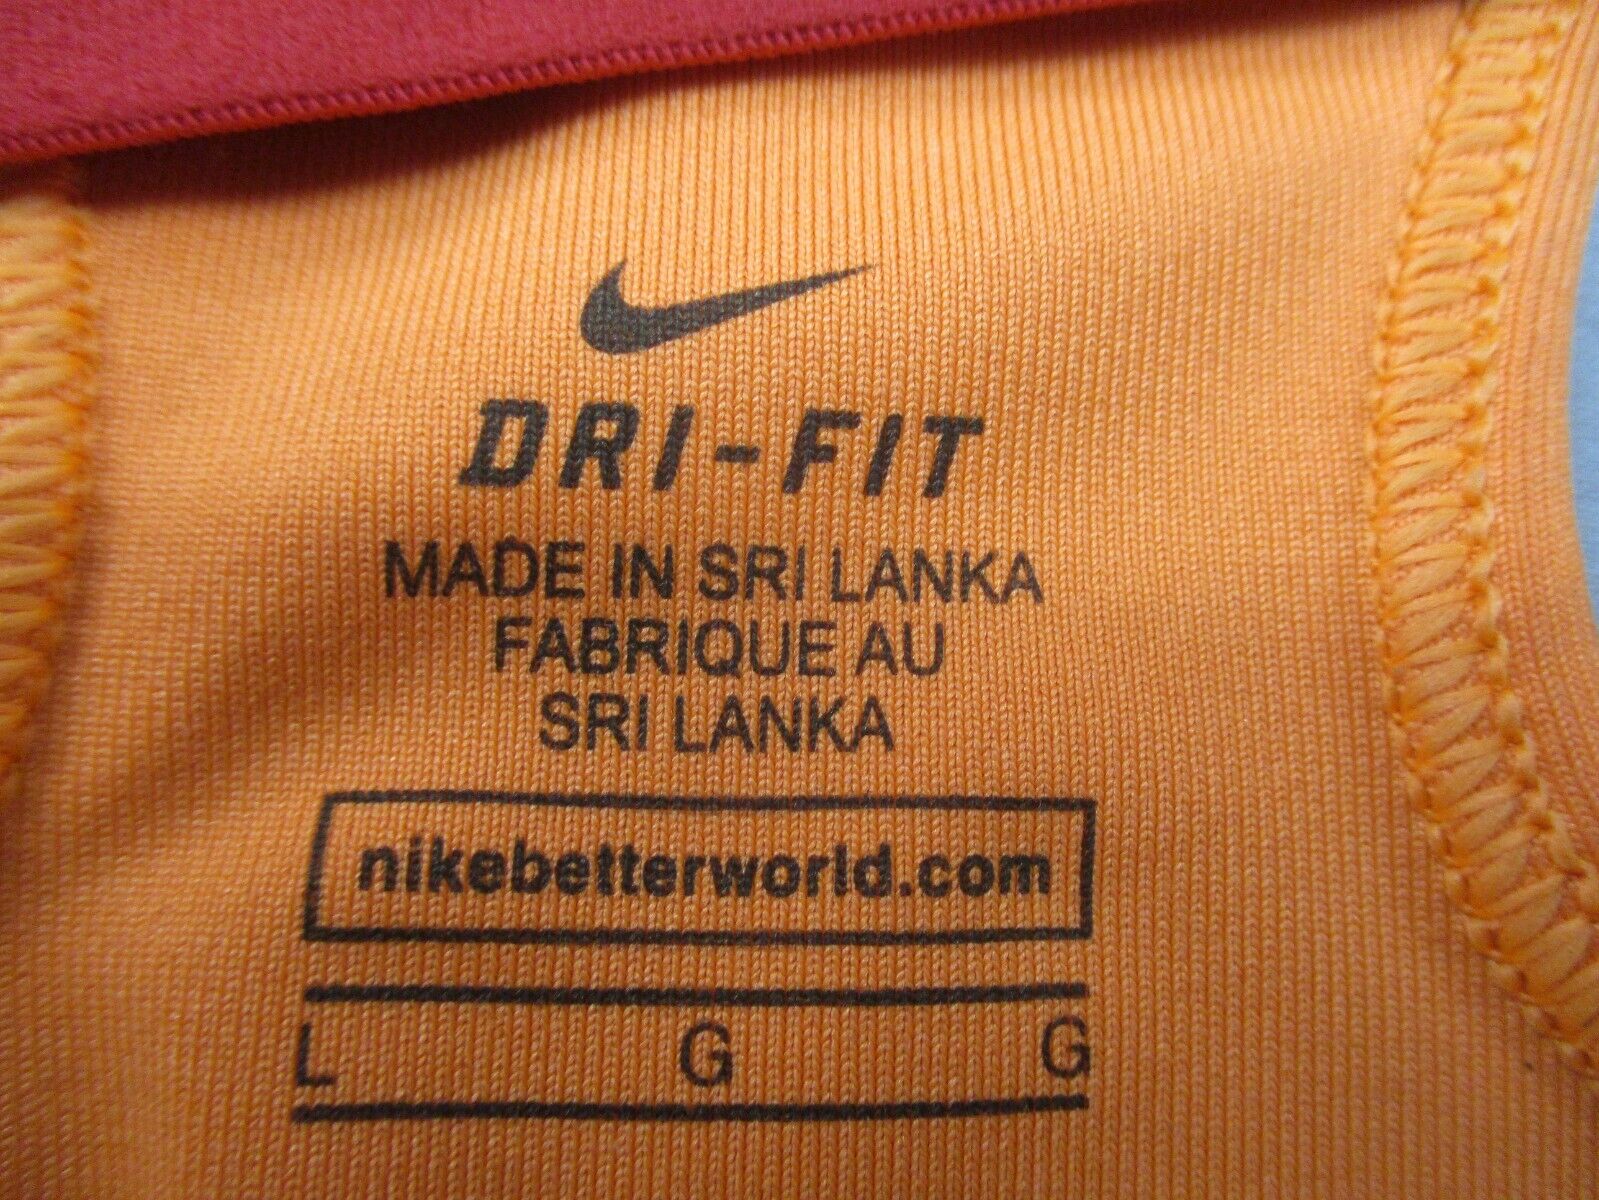 DRI-FIT
MADE IN SRI LANKA
FABRIQUE AU
SRI LANKA
nikebetterworld.com
L G G